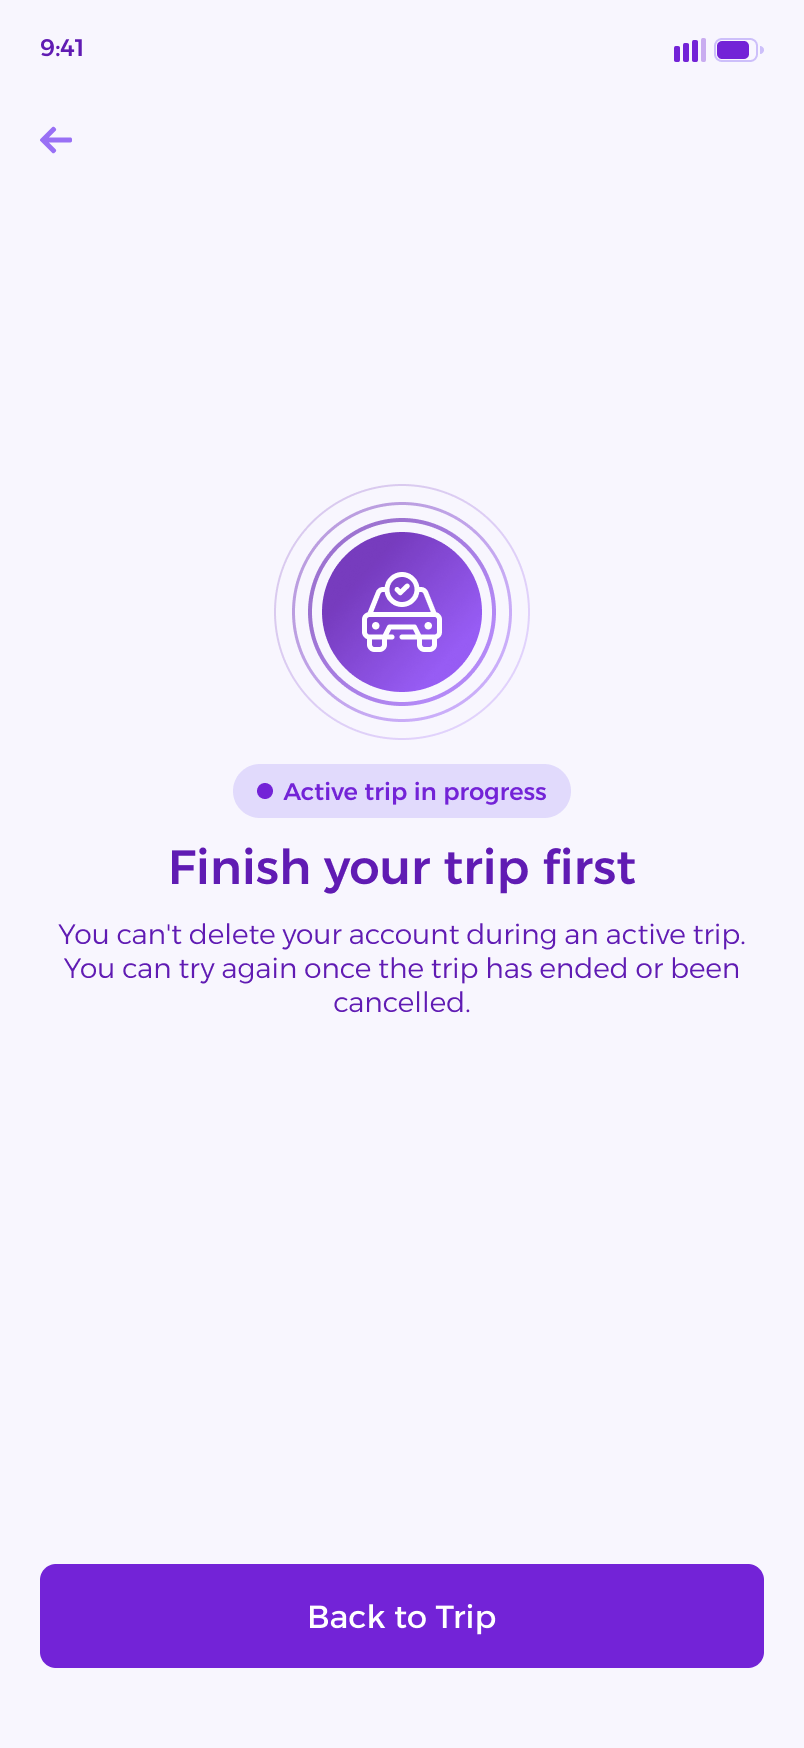 9:41
Active trip in progress
Finish your trip first
You can't delete your account during an active trip.
You can try again once the trip has ended or been
cancelled.
Back to Trip